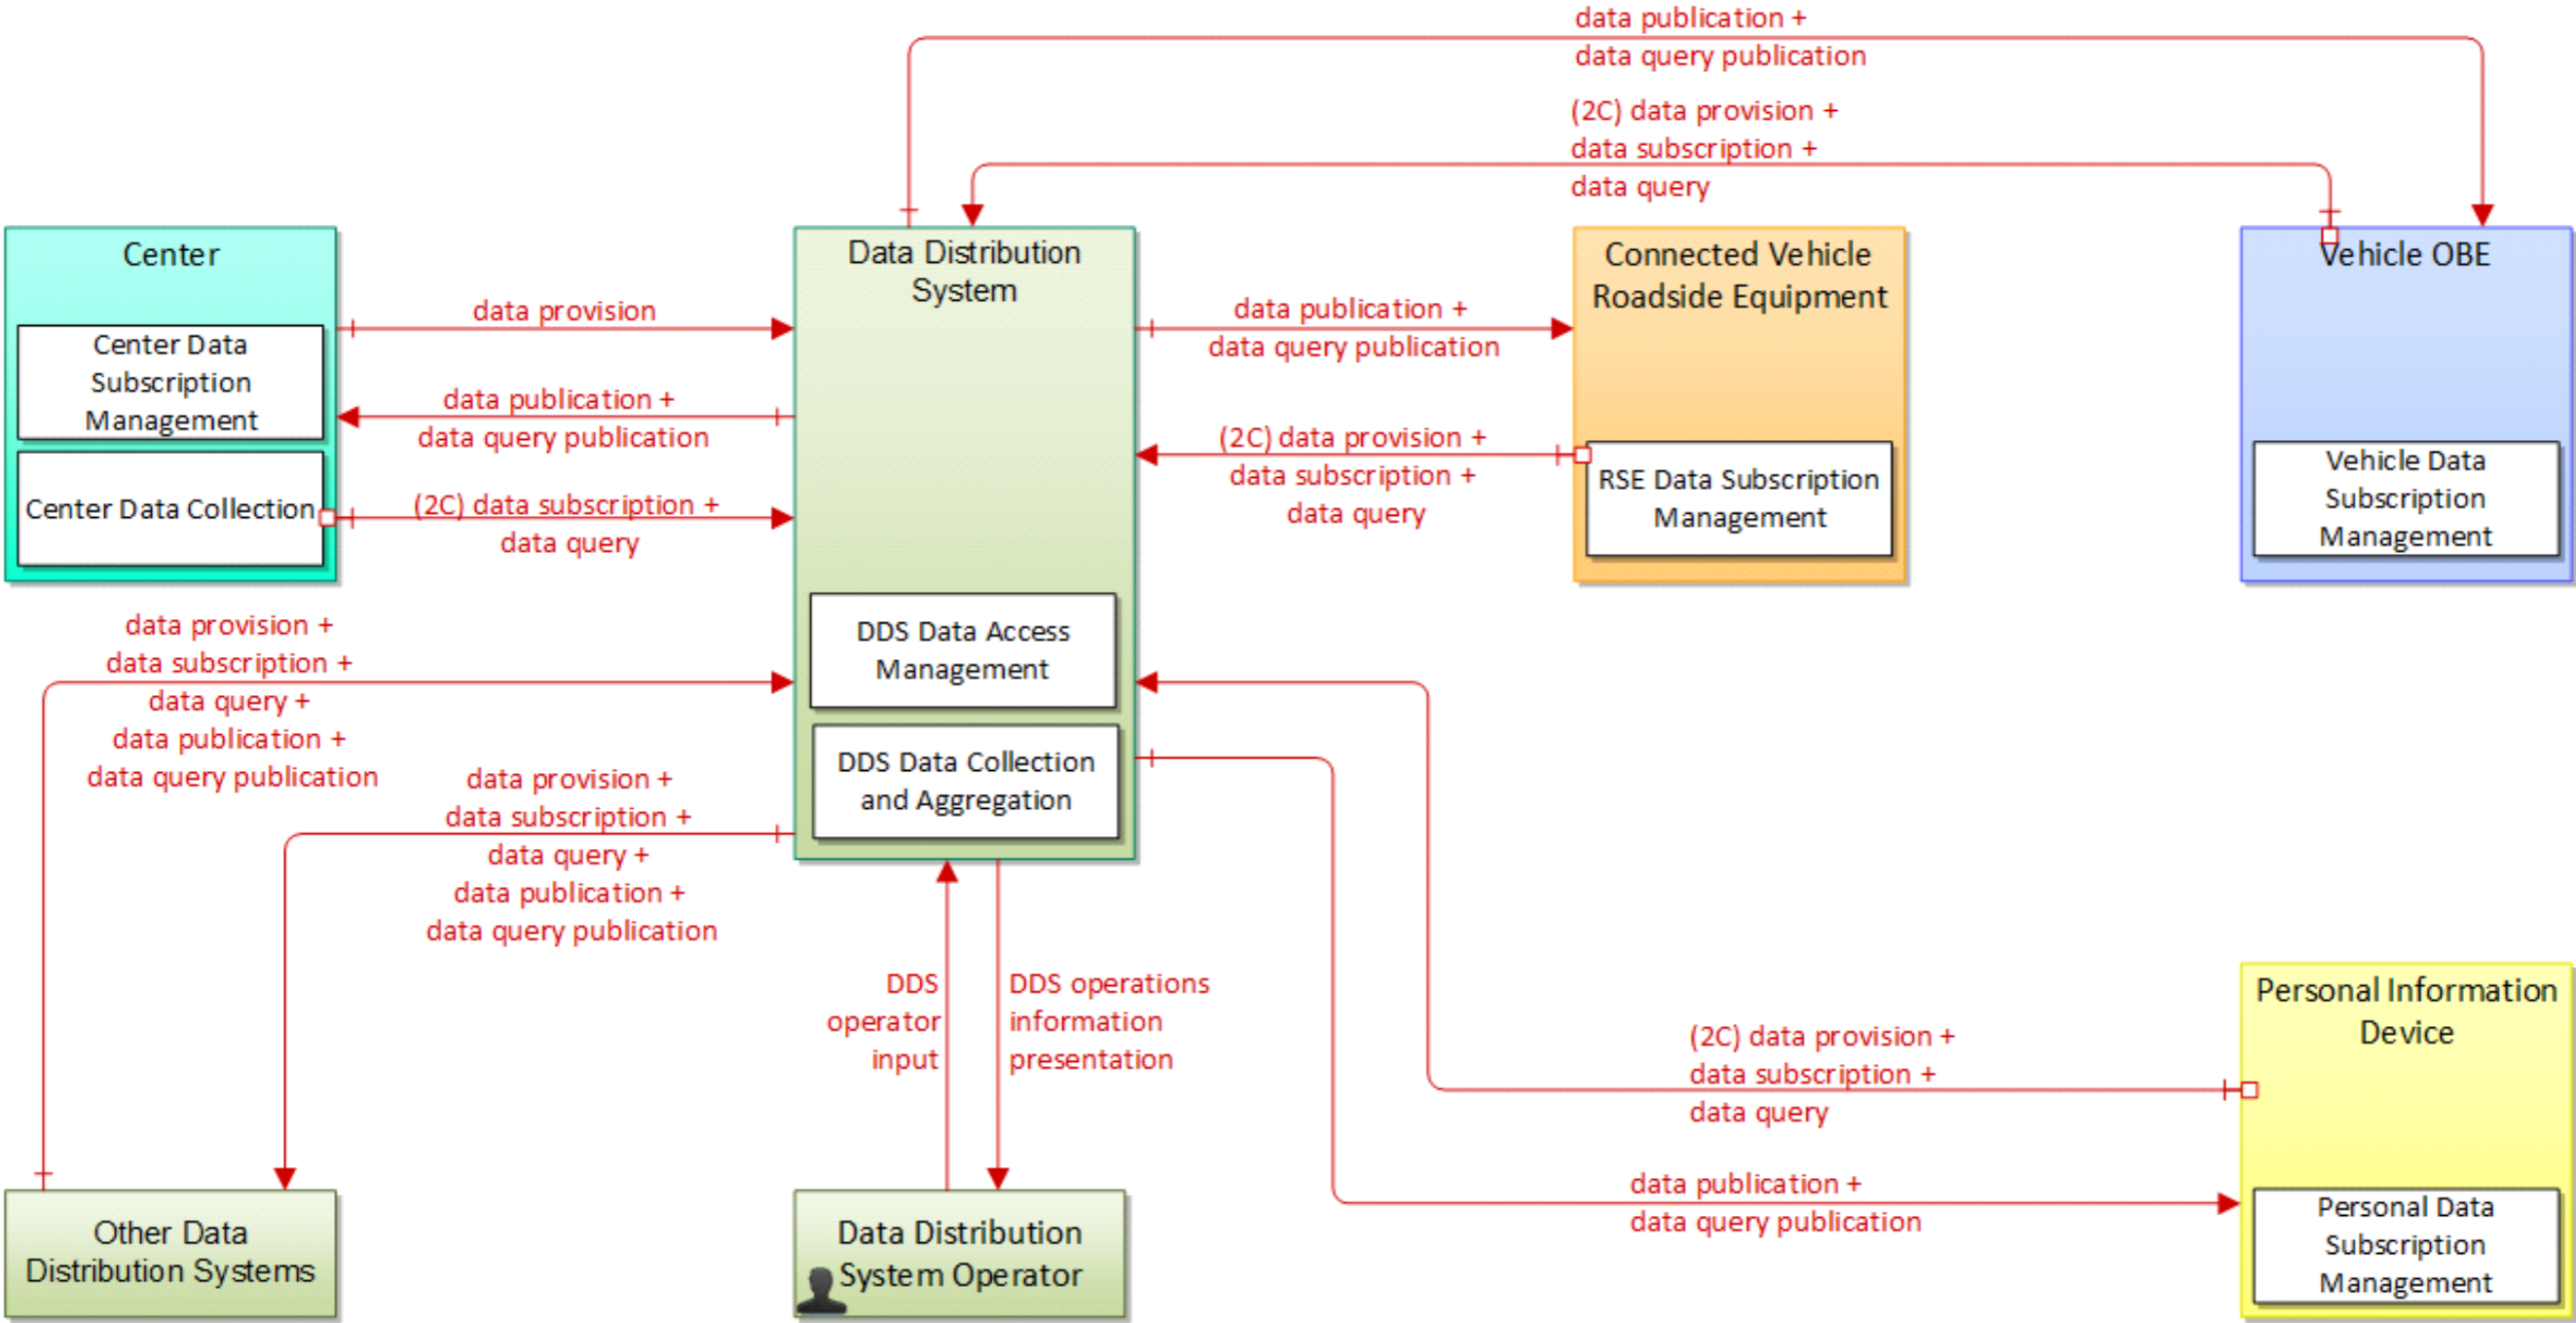 data publication +
data query publication
(2C) data provision +
data subscription +
data query
Center
Center Data
Subscription
Management
Center Data Collection
data provision
data publication +
data query publication
(2C) data subscription +
data query
Data Distribution
System
DDS Data Access
Management
DDS Data Collection
and Aggregation
data publication +
data query publication
(2C) data provision +
data subscription +
data query
Connected Vehicle
Roadside Equipment
RSE Data Subscription
Management
Vehicle OBE
Vehicle Data
Subscription
Management
data provision +
data subscription +
data query +
data publication +
data query publication
data provision +
data subscription +
data query +
data publication +
data query publication
DDS
operator
input
DDS operations
information
presentation
(2C) data provision +
data subscription +
data query
data publication +
data query publication
Personal Information
Device
Personal Data
Subscription
Management
Other Data
Distribution Systems
Data Distribution
System Operator